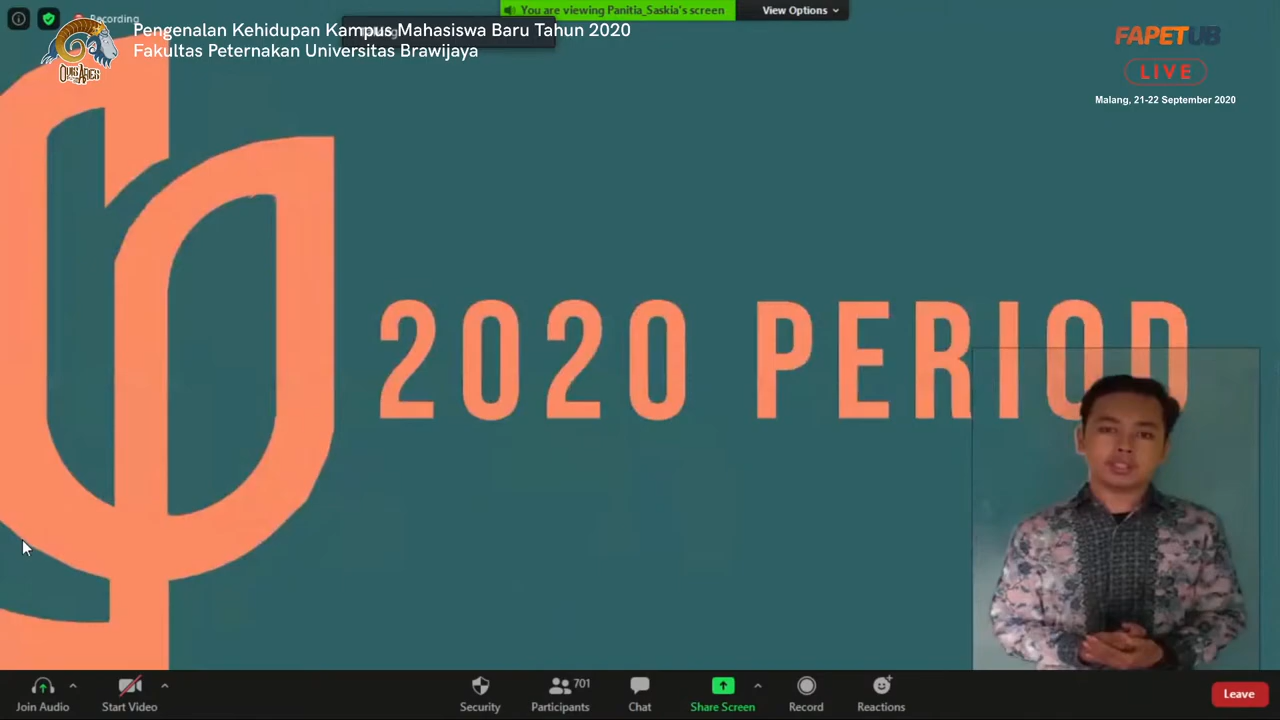 You are viewing Panitia_Saskia's screen
View Options
Recording
Pengenalan Kehidupan Kampus Mahasiswa Baru Tahun 2020
Fakultas Peternakan Universitas Brawijaya
FAPETUB
LIVE
Malang, 21-22 September 2020
2020 PERIOD
Join Audio
Start Video
Security
Participants
701
Chat
Share Screen
Record
Reactions
Leave